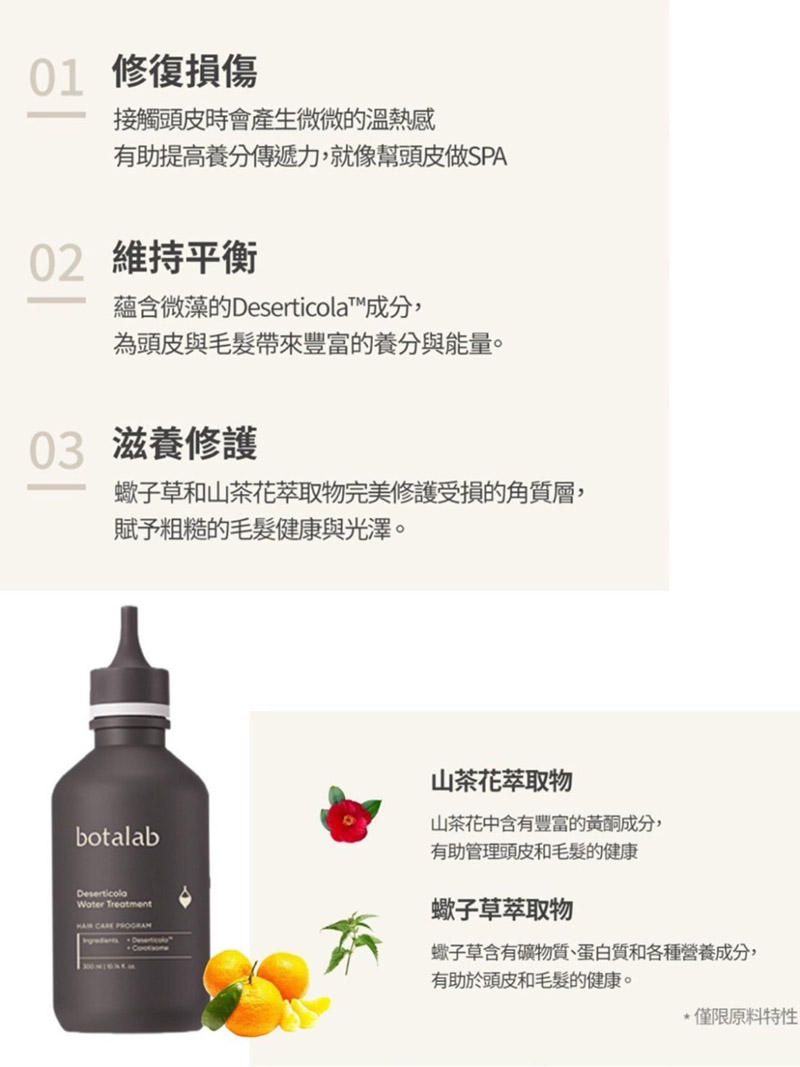 01
修復損傷
接觸頭皮時會產生微微的溫熱感
有助提高養分傳遞力，就像幫頭皮做SPA
02
維持平衡
蘊含微藻的Deserticola™成分，
為頭皮與毛髮帶來豐富的養分與能量。
03
滋養修護
蠍子草和山茶花萃取物完美修護受損的角質層，
賦予粗糙的毛髮健康與光澤。
botalab
Deserticola
Water Treatment
HAIR CARE PROGRAM
Ingredients • Deserticola™
• Carotisome
300 ml | 10.14 fl. oz.
山茶花萃取物
山茶花中含有豐富的黃酮成分，
有助管理頭皮和毛髮的健康
蠍子草萃取物
蠍子草含有礦物質、蛋白質和各種營養成分，
有助於頭皮和毛髮的健康。
* 僅限原料特性